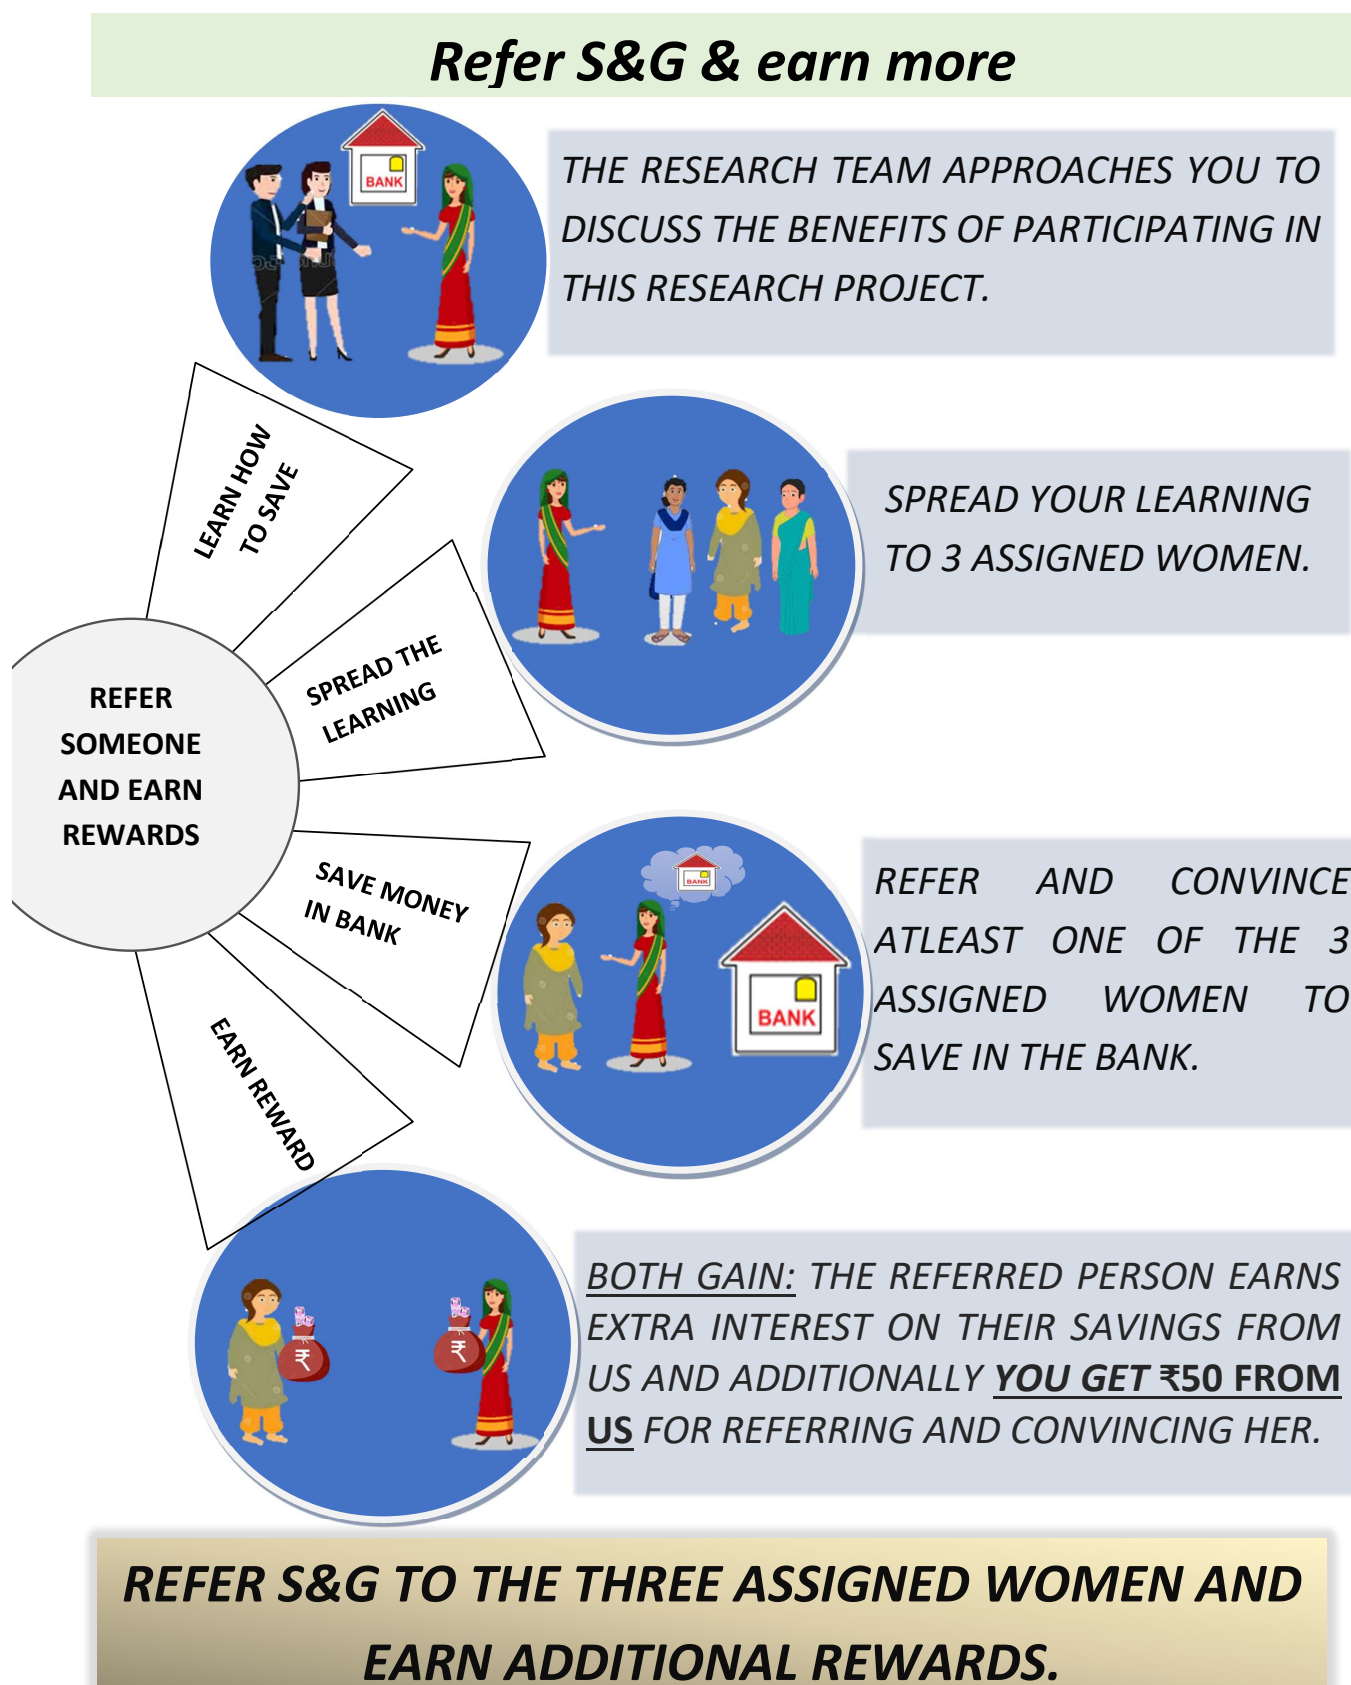 Refer S&G & earn more
BANK
THE RESEARCH TEAM APPROACHES YOU TO
DISCUSS THE BENEFITS OF PARTICIPATING IN
THIS RESEARCH PROJECT.
LEARN HOW
TO SAVE
SPREAD YOUR LEARNING
TO 3 ASSIGNED WOMEN.
SPREAD THE
LEARNING
REFER
SOMEONE
AND EARN
REWARDS
SAVE MONEY
IN BANK
BANK
BANK
REFER AND CONVINCE
ATLEAST ONE OF THE 3
ASSIGNED WOMEN TO
SAVE IN THE BANK.
EARN REWARD
₹
₹
BOTH GAIN: THE REFERRED PERSON EARNS
EXTRA INTEREST ON THEIR SAVINGS FROM
US AND ADDITIONALLY YOU GET ₹50 FROM
US FOR REFERRING AND CONVINCING HER.
REFER S&G TO THE THREE ASSIGNED WOMEN AND
EARN ADDITIONAL REWARDS.